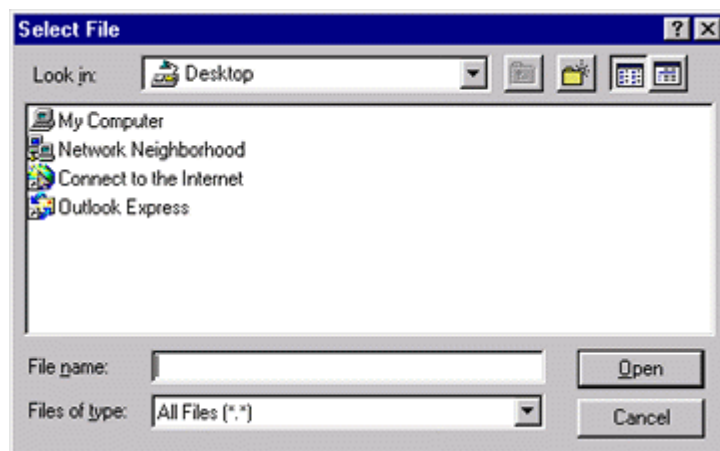 Select File
Look in: Desktop
My Computer
Network Neighborhood
Connect to the Internet
Outlook Express
File name: Open
Files of type: All Files (*.*) Cancel